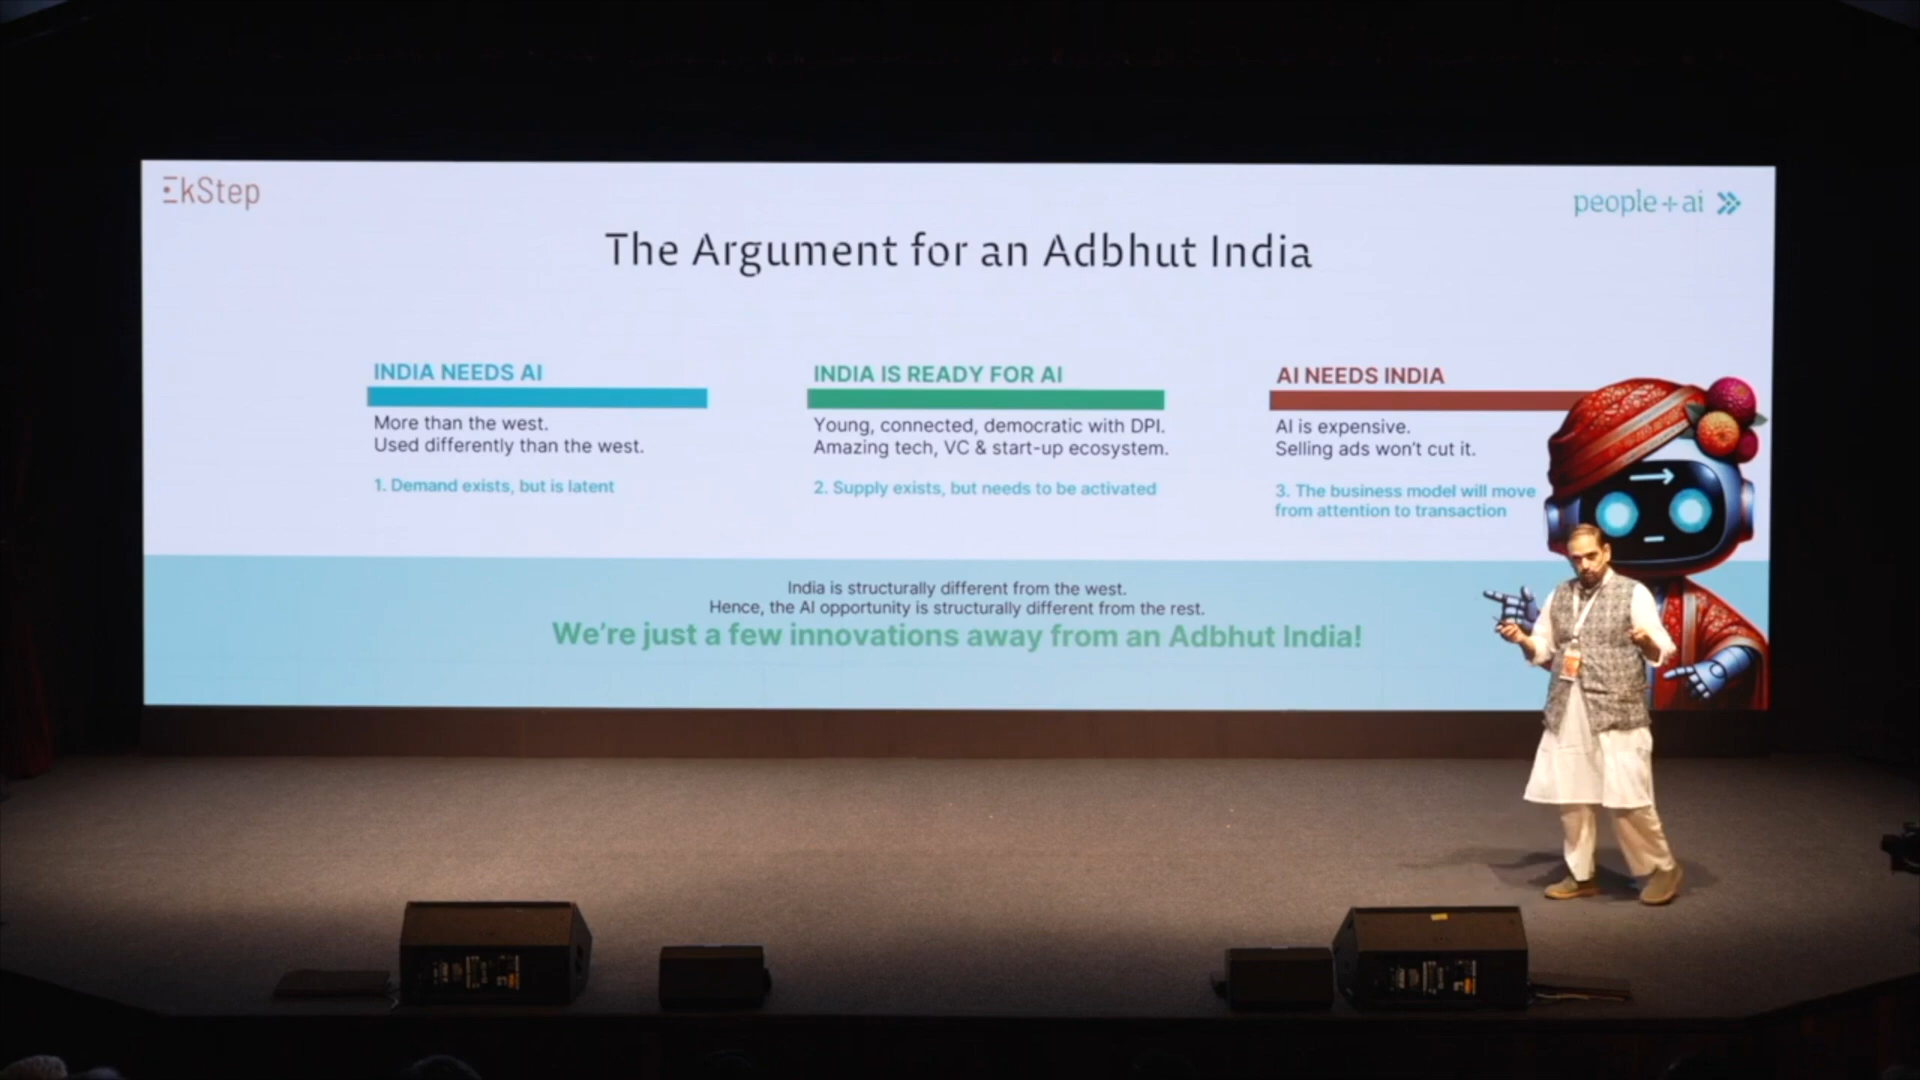 EkStep
people+ai
The Argument for an Adbhut India
INDIA NEEDS AI
More than the west.
Used differently than the west.
1. Demand exists, but is latent
INDIA IS READY FOR AI
Young, connected, democratic with DPI.
Amazing tech, VC & start-up ecosystem.
2. Supply exists, but needs to be activated
AI NEEDS INDIA
AI is expensive.
Selling ads won't cut it.
3. The business model will move
from attention to transaction
India is structurally different from the west.
Hence, the AI opportunity is structurally different from the rest.
We're just a few innovations away from an Adbhut India!